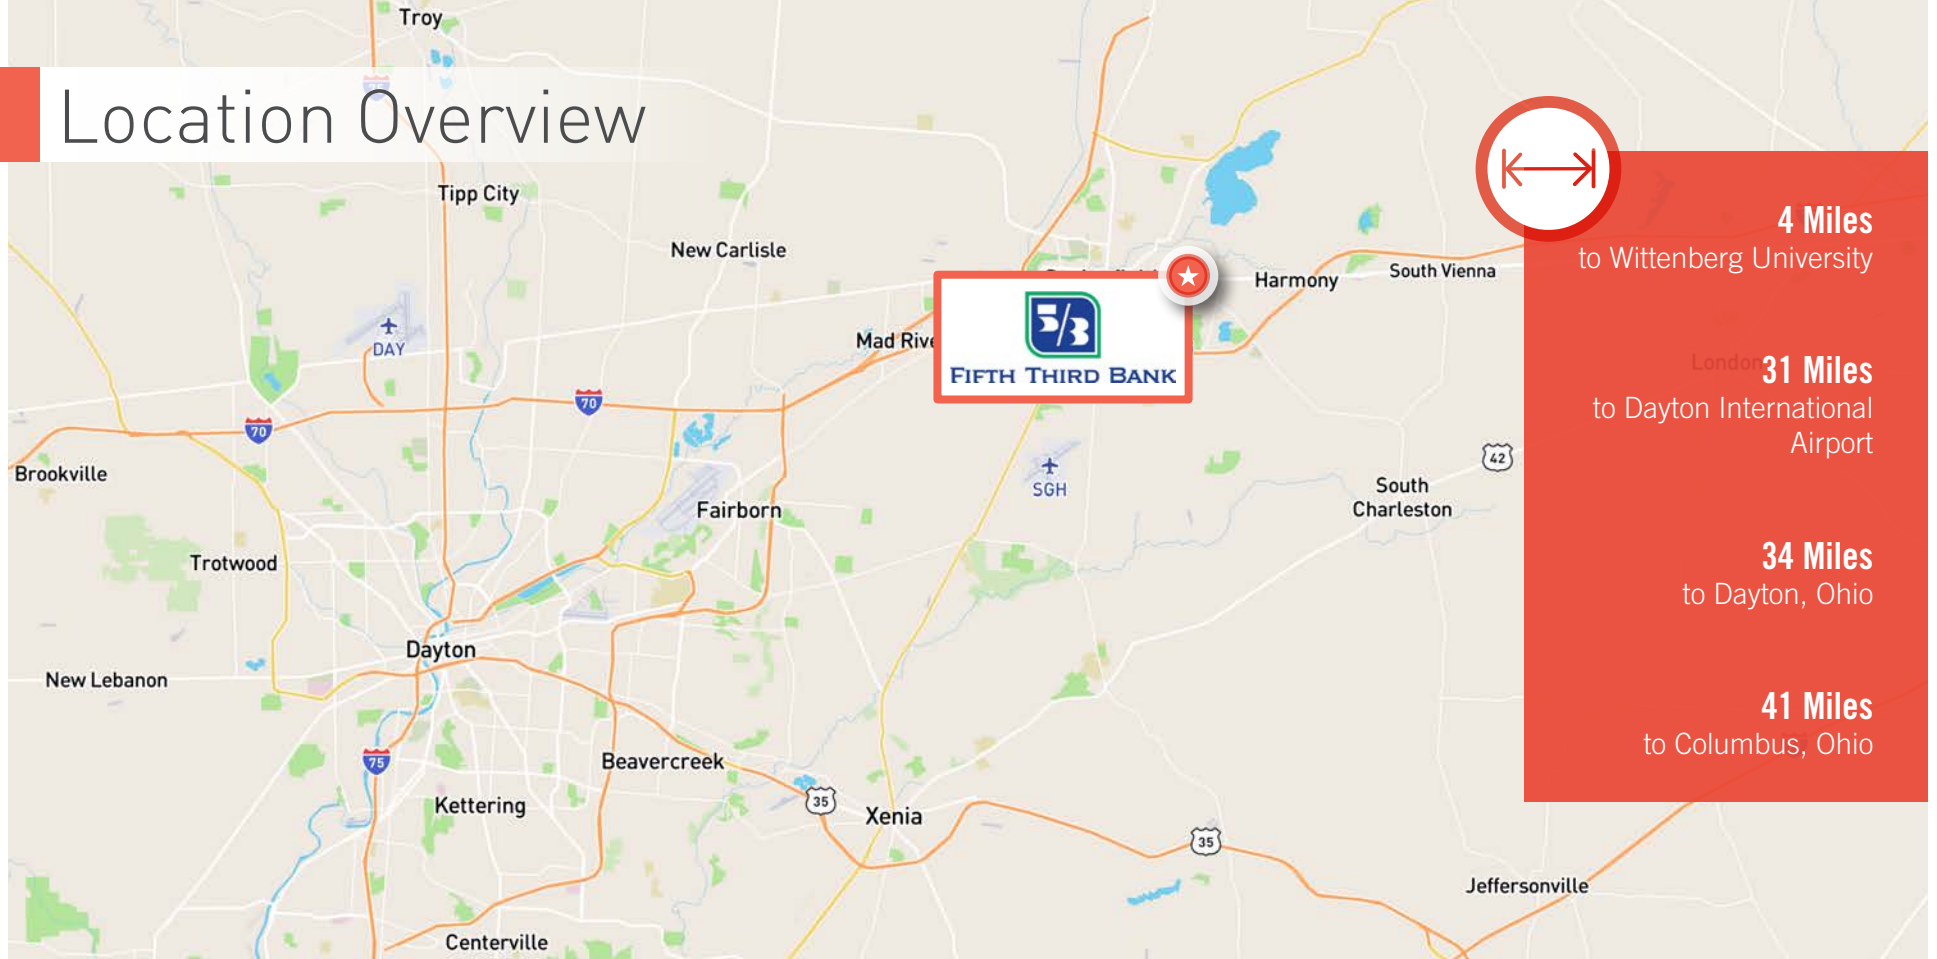 Troy
75
Location Overview
Tipp City
New Carlisle
4 Miles
to Wittenberg University
Harmony
South Vienna
DAY
Mad Rive
5/3
FIFTH THIRD BANK
London
31 Miles
to Dayton International
Airport
70
70
Brookville
42
SGH
South
Charleston
Fairborn
Trotwood
34 Miles
to Dayton, Ohio
Dayton
New Lebanon
41 Miles
to Columbus, Ohio
75
Beavercreek
35
Kettering
Xenia
35
Jeffersonville
Centerville